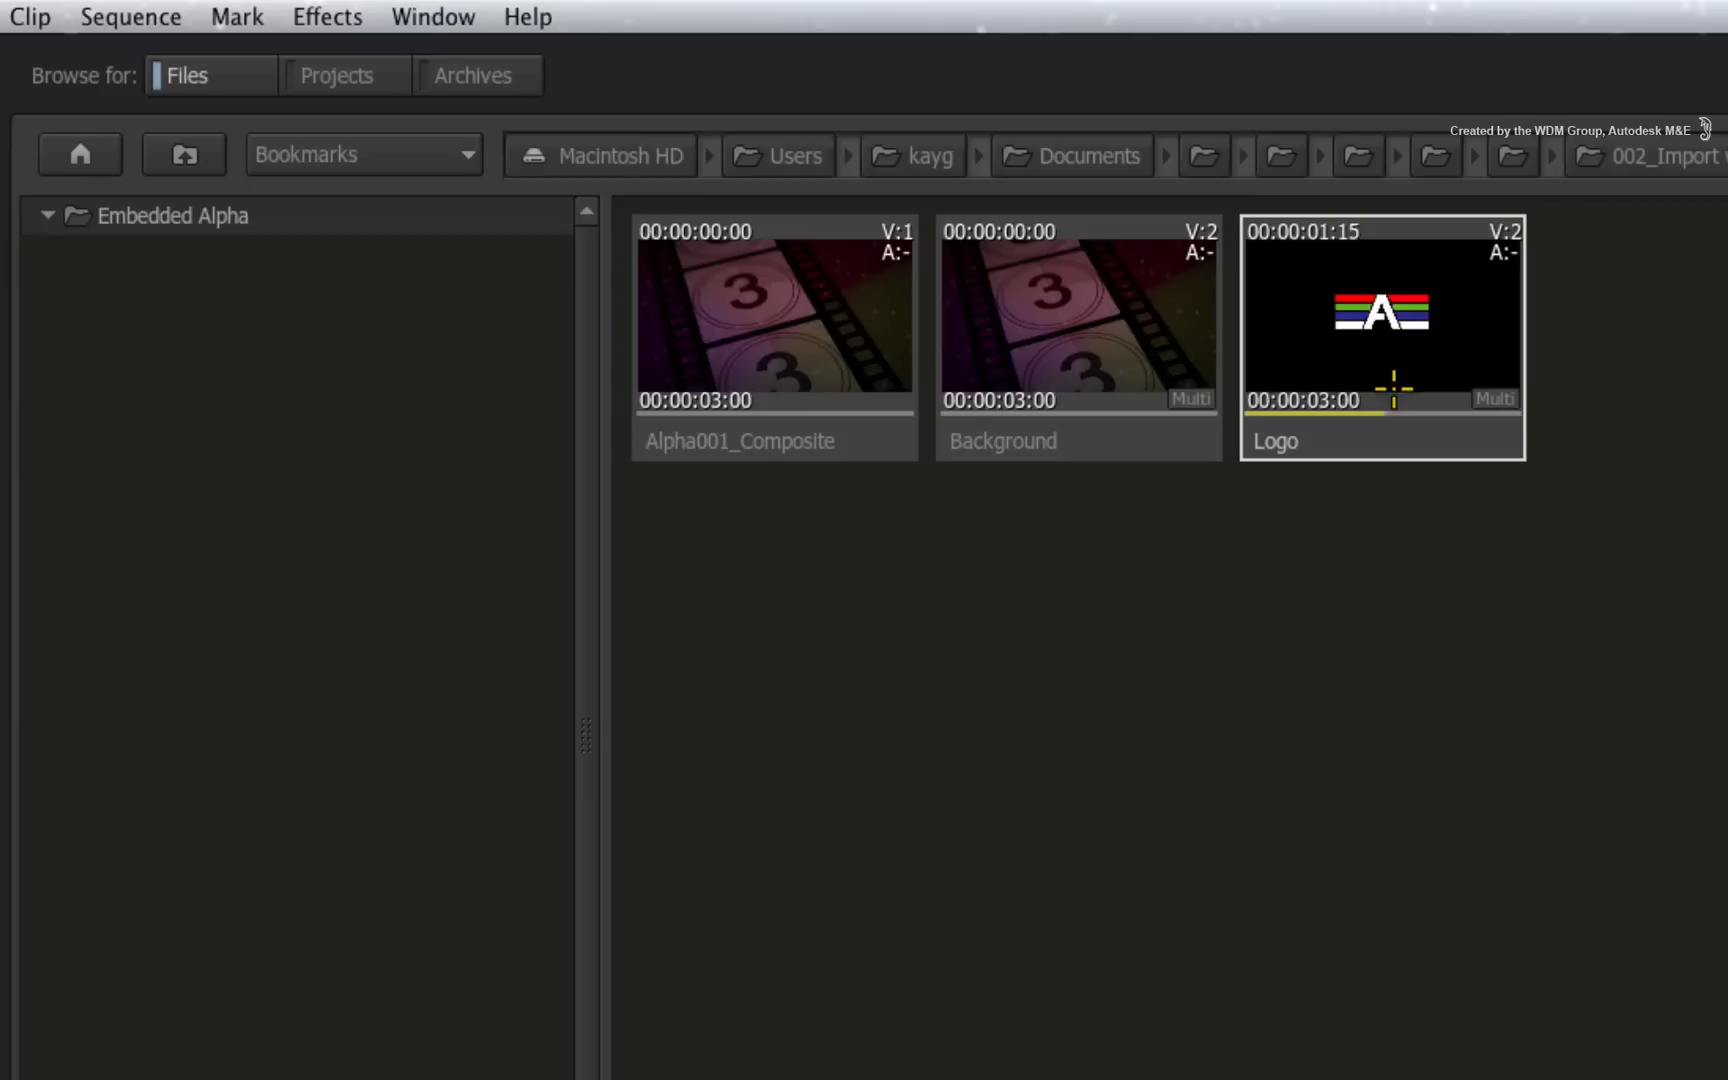 Clip Sequence Mark Effects Window Help
Browse for: Files Projects Archives
Created by the WDM Group, Autodesk M&E
Bookmarks Macintosh HD Users kayg Documents 002_Import
Embedded Alpha
00:00:00:00 V:1
A:-
3
3
00:00:03:00
Alpha001_Composite
00:00:00:00 V:2
A:-
3
3
00:00:03:00 Multi
Background
00:00:01:15 V:2
A:-
A
00:00:03:00 Multi
Logo